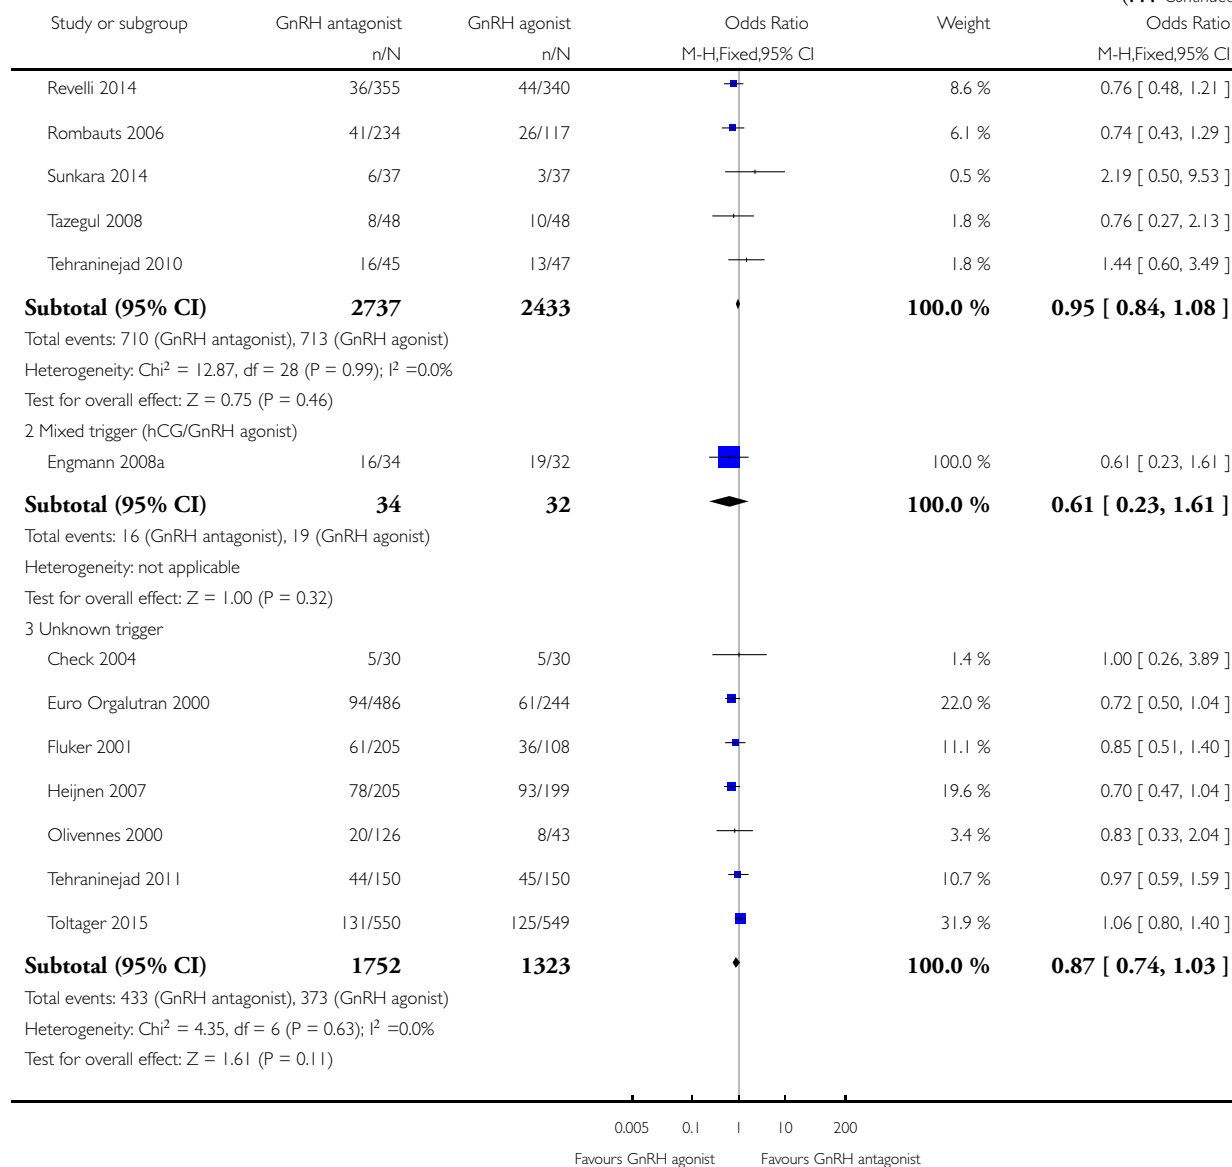 Study or subgroup GnRH antagonist GnRH agonist Odds Ratio Weight Odds Ratio
n/N n/N M-H,Fixed,95% CI M-H,Fixed,95% CI
Revelli 2014 36/355 44/340 8.6 % 0.76 [ 0.48, 1.21 ]
Rombauts 2006 41/234 26/117 6.1 % 0.74 [ 0.43, 1.29 ]
Sunkara 2014 6/37 3/37 0.5 % 2.19 [ 0.50, 9.53 ]
Tazegul 2008 8/48 10/48 1.8 % 0.76 [ 0.27, 2.13 ]
Tehraninejad 2010 16/45 13/47 1.8 % 1.44 [ 0.60, 3.49 ]
Subtotal (95% CI) 2737 2433 100.0 % 0.95 [ 0.84, 1.08 ]
Total events: 710 (GnRH antagonist), 713 (GnRH agonist)
Heterogeneity: Chi² = 12.87, df = 28 (P = 0.99); I² =0.0%
Test for overall effect: Z = 0.75 (P = 0.46)
2 Mixed trigger (hCG/GnRH agonist)
Engmann 2008a 16/34 19/32 100.0 % 0.61 [ 0.23, 1.61 ]
Subtotal (95% CI) 34 32 100.0 % 0.61 [ 0.23, 1.61 ]
Total events: 16 (GnRH antagonist), 19 (GnRH agonist)
Heterogeneity: not applicable
Test for overall effect: Z = 1.00 (P = 0.32)
3 Unknown trigger
Check 2004 5/30 5/30 1.4 % 1.00 [ 0.26, 3.89 ]
Euro Orgalutran 2000 94/486 61/244 22.0 % 0.72 [ 0.50, 1.04 ]
Fluker 2001 61/205 36/108 11.1 % 0.85 [ 0.51, 1.40 ]
Heijnen 2007 78/205 93/199 19.6 % 0.70 [ 0.47, 1.04 ]
Olivennes 2000 20/126 8/43 3.4 % 0.83 [ 0.33, 2.04 ]
Tehraninejad 2011 44/150 45/150 10.7 % 0.97 [ 0.59, 1.59 ]
Toltager 2015 131/550 125/549 31.9 % 1.06 [ 0.80, 1.40 ]
Subtotal (95% CI) 1752 1323 100.0 % 0.87 [ 0.74, 1.03 ]
Total events: 433 (GnRH antagonist), 373 (GnRH agonist)
Heterogeneity: Chi² = 4.35, df = 6 (P = 0.63); I² =0.0%
Test for overall effect: Z = 1.61 (P = 0.11)
0.005 0.1 1 10 200
Favours GnRH agonist Favours GnRH antagonist